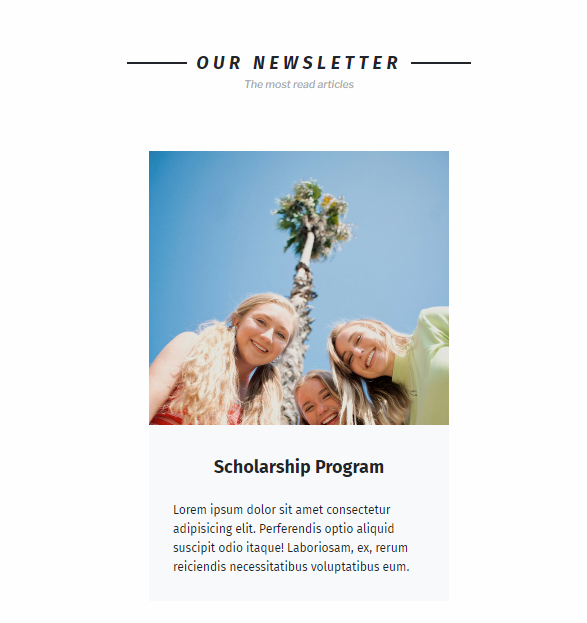 OUR NEWSLETTER
The most read articles
Scholarship Program
Lorem ipsum dolor sit amet consectetur
adipisicing elit. Perferendis optio aliquid
suscipit odio itaque! Laboriosam, ex, rerum
reiciendis necessitatibus voluptatibus eum.